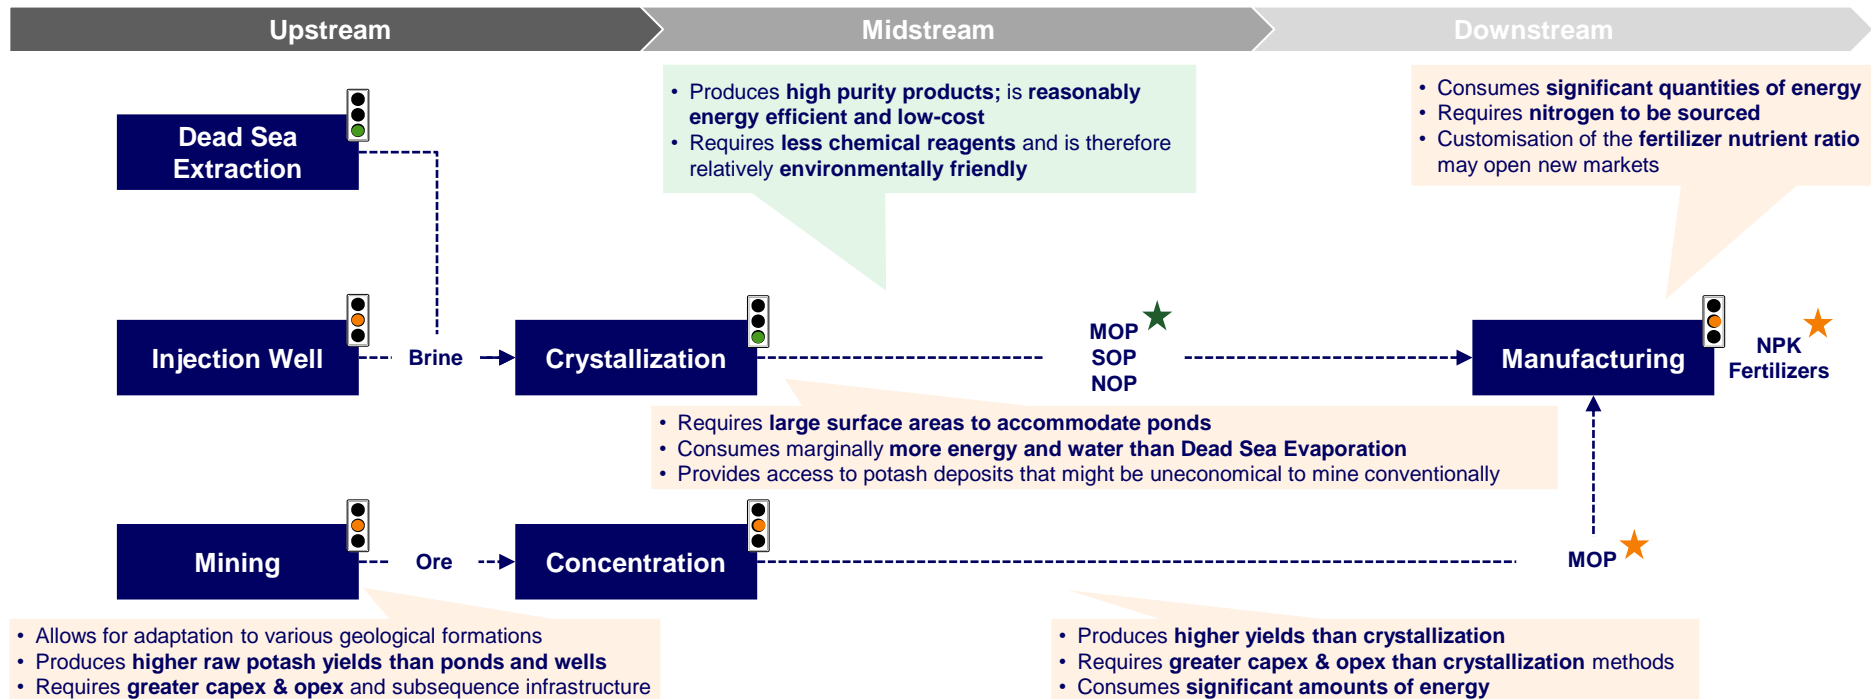 Upstream
Midstream
Downstream
• Produces high purity products; is reasonably
energy efficient and low-cost
• Requires less chemical reagents and is therefore
relatively environmentally friendly
• Consumes significant quantities of energy
• Requires nitrogen to be sourced
• Customisation of the fertilizer nutrient ratio
may open new markets
Dead Sea
Extraction
Injection Well
Brine
Crystallization
MOP
SOP
NOP
Manufacturing
NPK
Fertilizers
• Requires large surface areas to accommodate ponds
• Consumes marginally more energy and water than Dead Sea Evaporation
• Provides access to potash deposits that might be uneconomical to mine conventionally
Mining
Ore
Concentration
MOP
• Allows for adaptation to various geological formations
• Produces higher raw potash yields than ponds and wells
• Requires greater capex & opex and subsequence infrastructure
• Produces higher yields than crystallization
• Requires greater capex & opex than crystallization methods
• Consumes significant amounts of energy